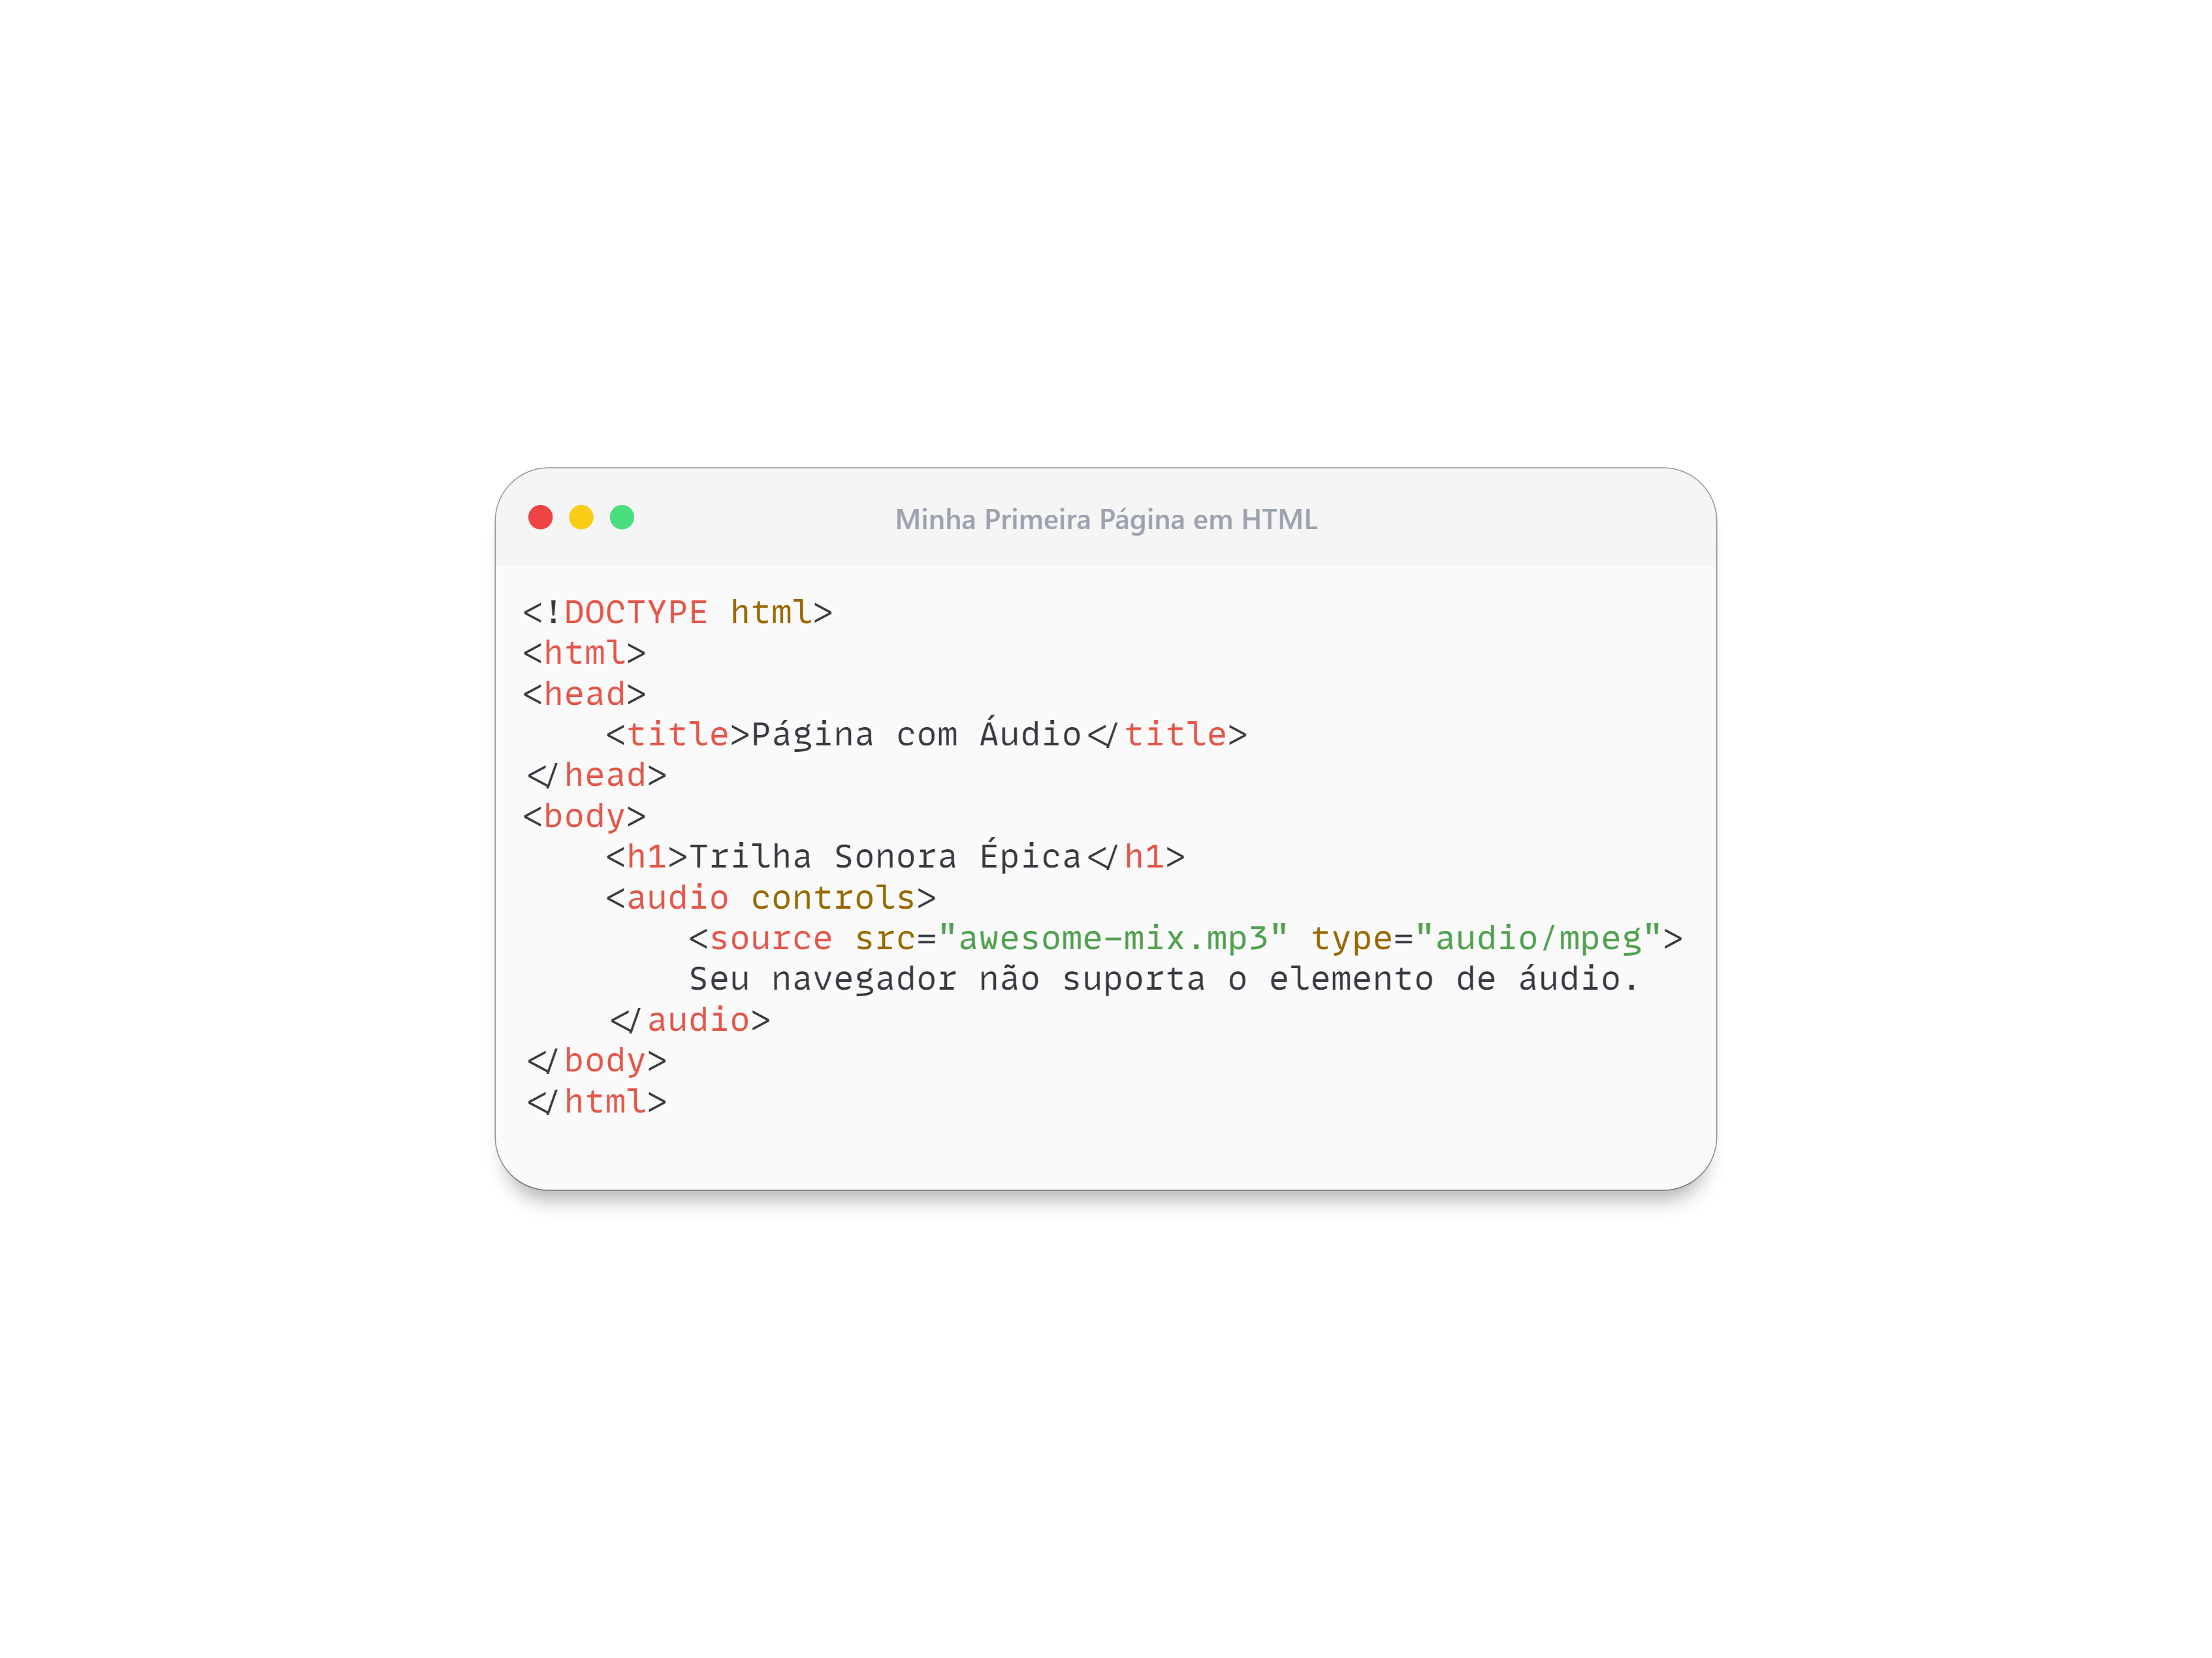 Minha Primeira Página em HTML
<!DOCTYPE html>
<html>
<head>
    <title>Página com Áudio</title>
</head>
<body>
    <h1>Trilha Sonora Épica</h1>
    <audio controls>
        <source src="awesome-mix.mp3" type="audio/mpeg">
        Seu navegador não suporta o elemento de áudio.
    </audio>
</body>
</html>